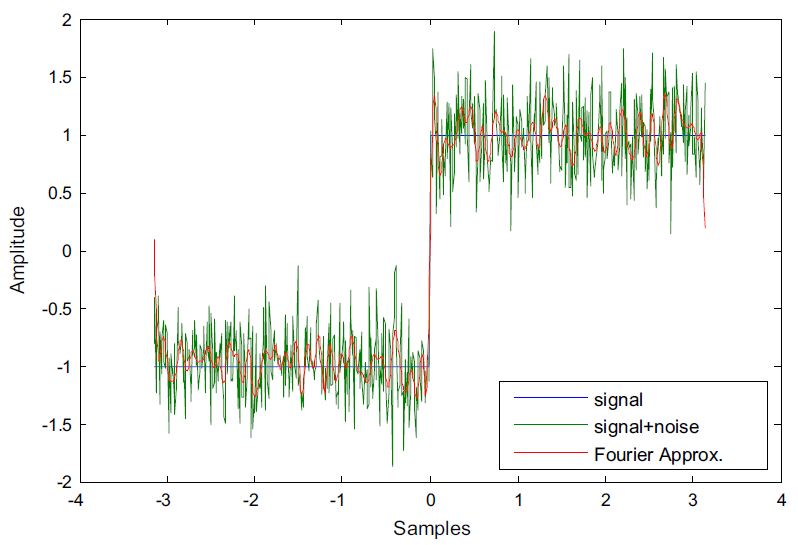 2
1.5
1
0.5
0
-0.5
-1
-1.5
-2
Amplitude
signal
signal+noise
Fourier Approx.
-4 -3 -2 -1 0 1 2 3 4
Samples